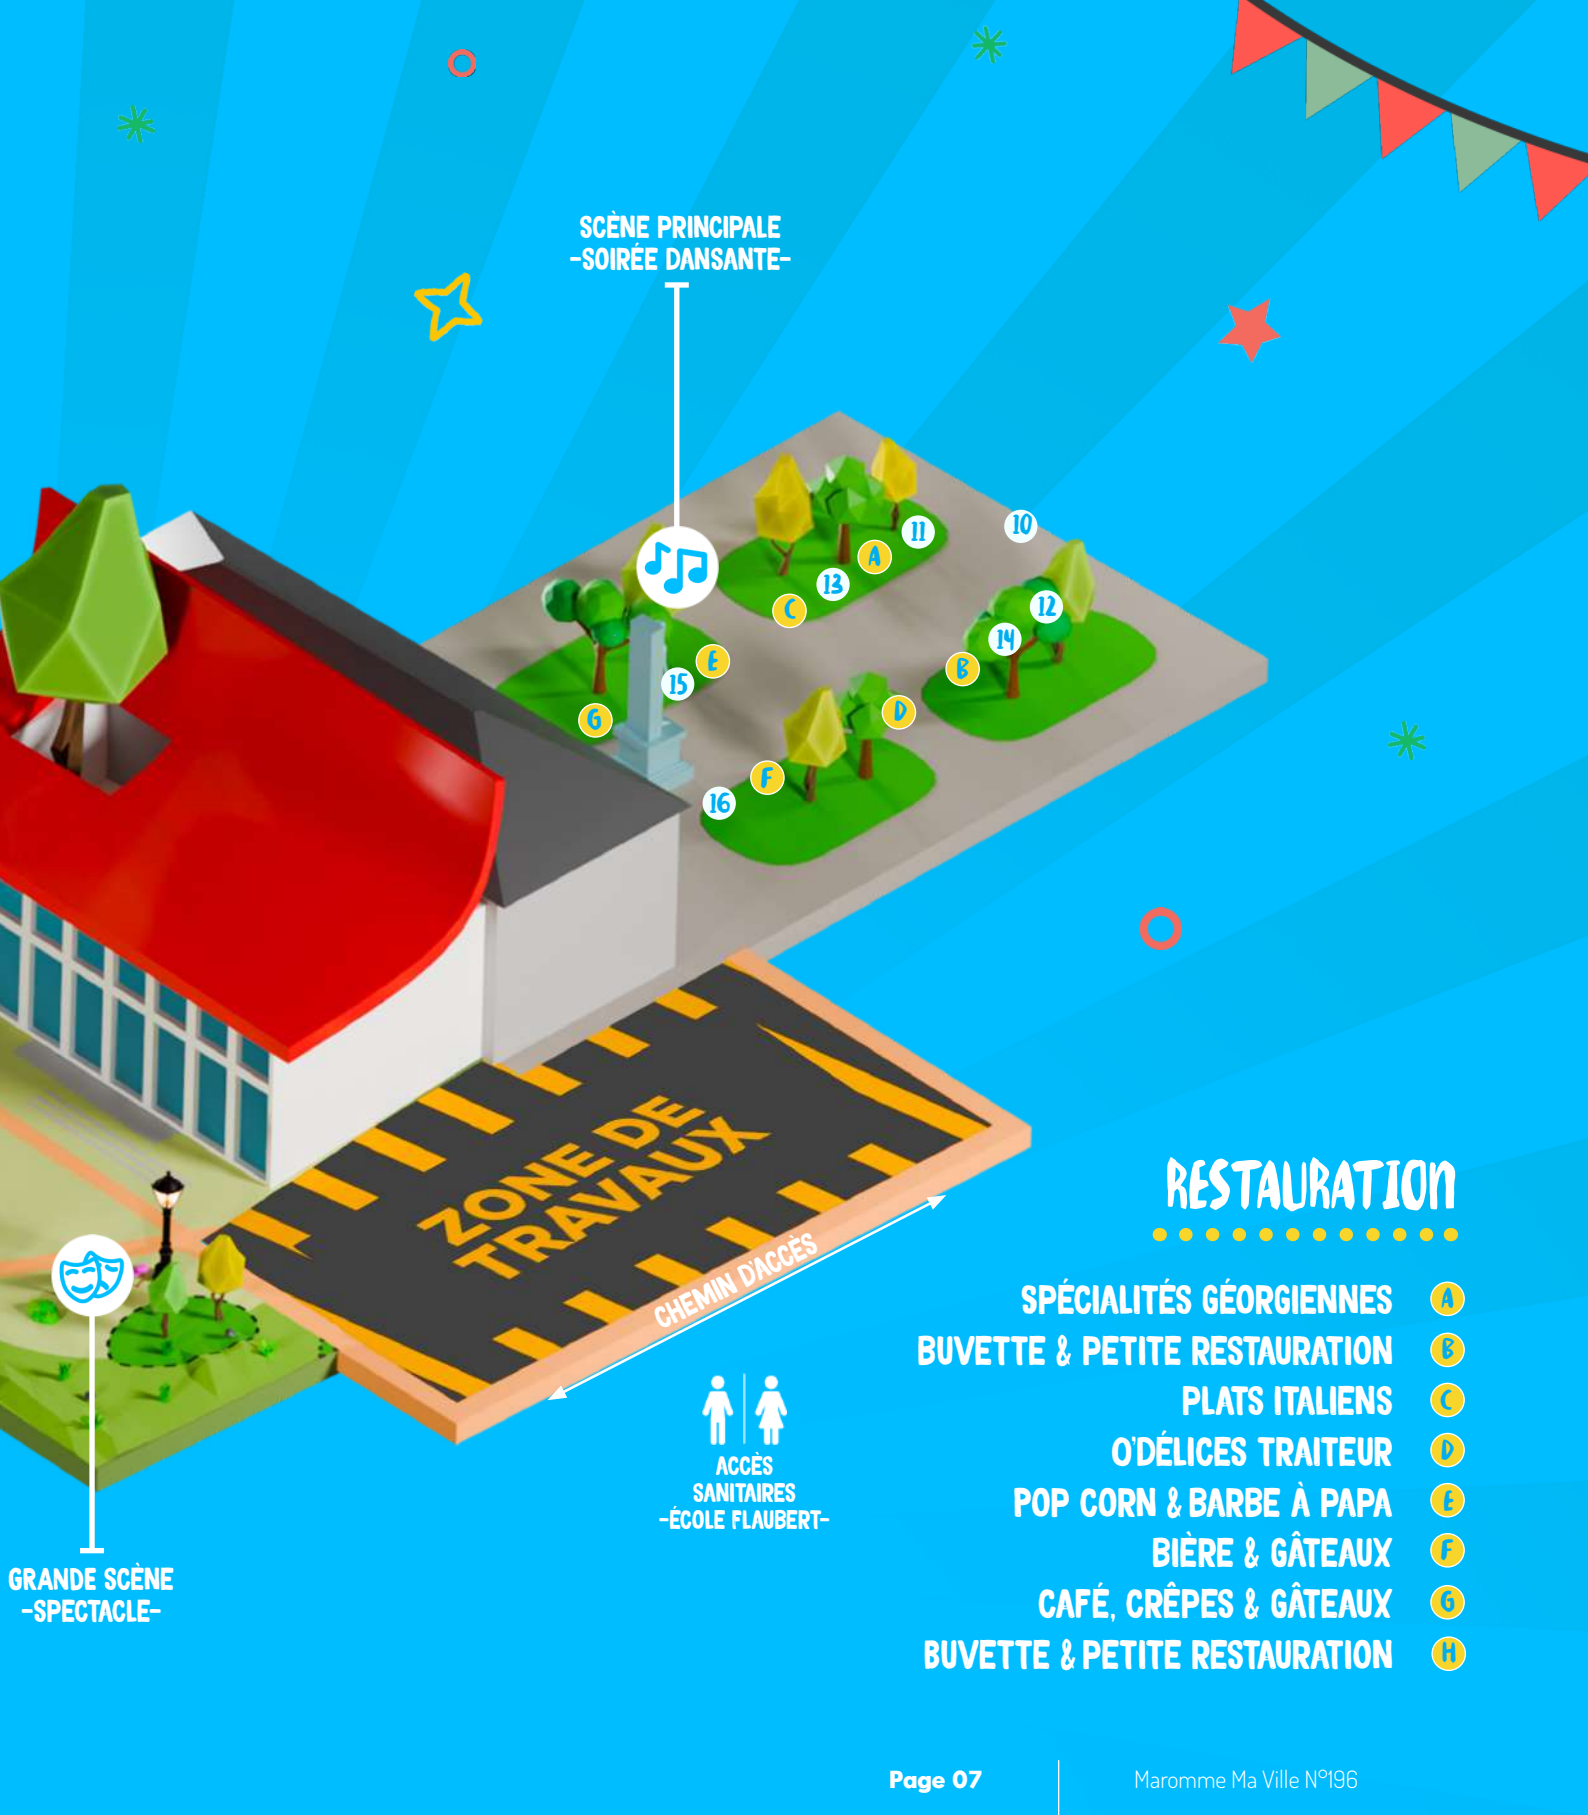 SCÈNE PRINCIPALE
-SOIRÉE DANSANTE-
10
11
A
13
C
12
14
B
E
15
G
D
F
16
ZONE DE
TRAVAUX
CHEMIN D'ACCÈS
ACCÈS
SANITAIRES
-ÉCOLE FLAUBERT-
GRANDE SCÈNE
-SPECTACLE-
RESTAURATION
SPÉCIALITÉS GÉORGIENNES A
BUVETTE & PETITE RESTAURATION B
PLATS ITALIENS C
O'DÉLICES TRAITEUR D
POP CORN & BARBE À PAPA E
BIÈRE & GÂTEAUX F
CAFÉ, CRÊPES & GÂTEAUX G
BUVETTE & PETITE RESTAURATION H
Page 07
Maromme Ma Ville N°196